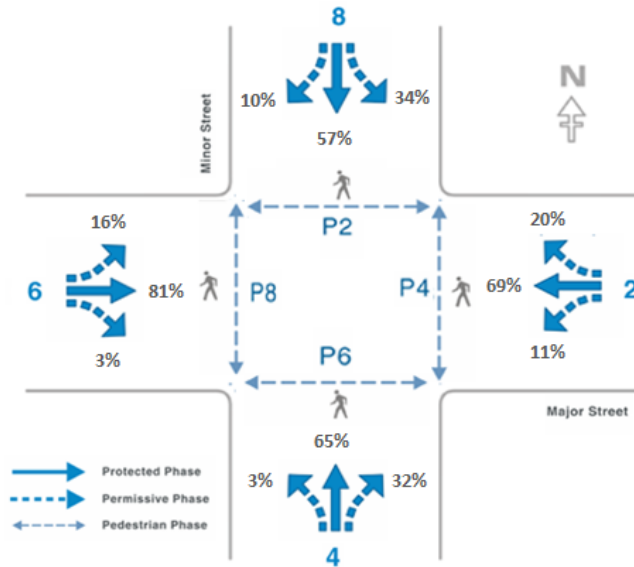 8
N
Minor Street
10%
34%
57%
P2
16%
20%
6
81%
P8
P4
69%
2
3%
11%
P6
Major Street
65%
3%
32%
Protected Phase
Permissive Phase
Pedestrian Phase
4